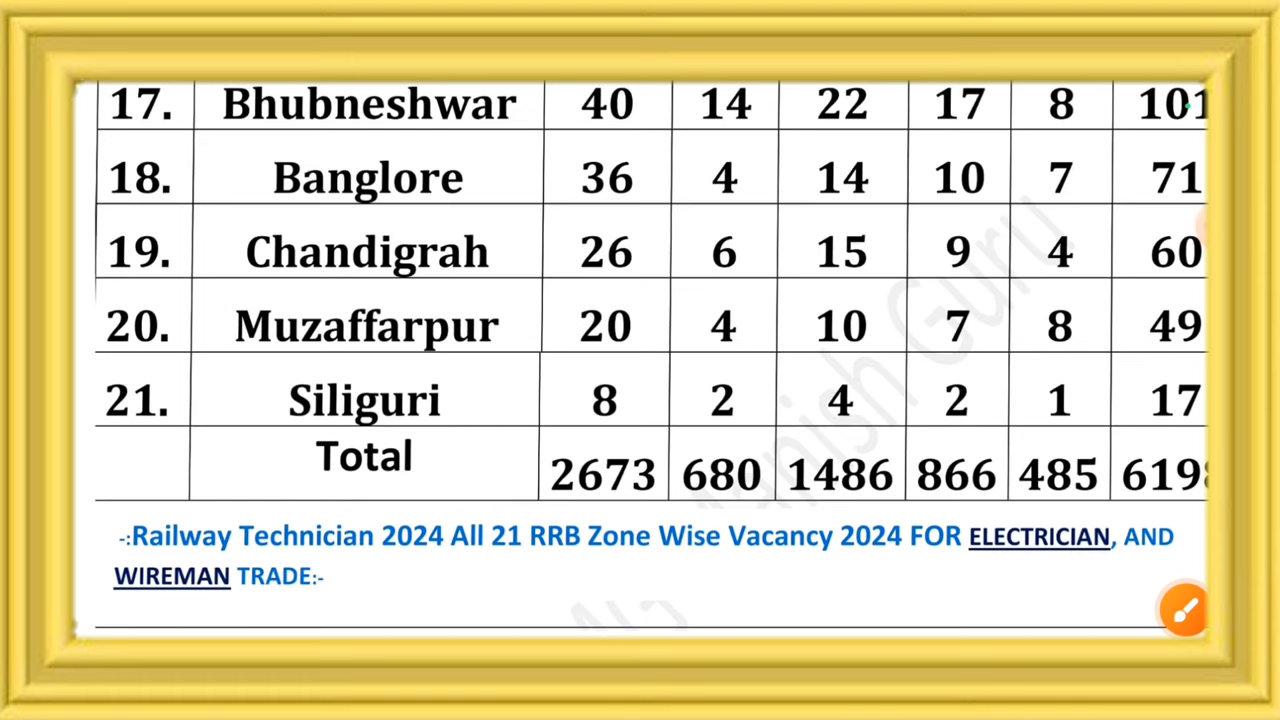 17. Bhubneshwar 40 14 22 17 8 101
18. Banglore 36 4 14 10 7 71
19. Chandigrah 26 6 15 9 4 60
20. Muzaffarpur 20 4 10 7 8 49
21. Siliguri 8 2 4 2 1 17
Total 2673 680 1486 866 485
-:Railway Technician 2024 All 21 RRB Zone Wise Vacancy 2024 FOR ELECTRICIAN, AND
WIREMAN TRADE:-